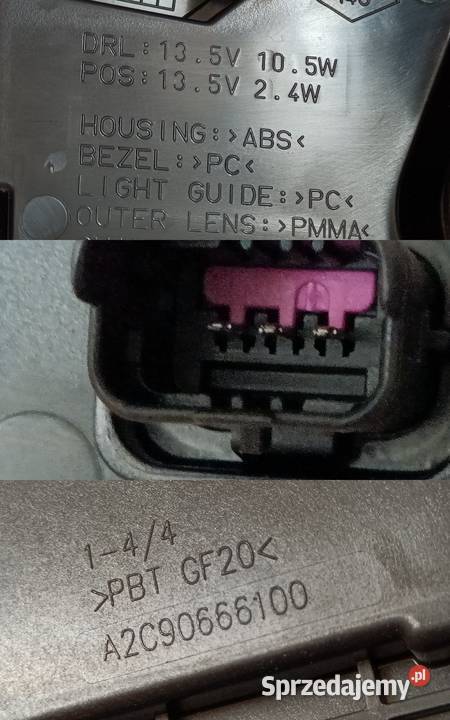 DRL:13.5V 10.5W
POS:13.5V 2.4W
HOUSING:>ABS<
BEZEL:>PC<
LIGHT GUIDE:>PC<
OUTER LENS:>PMMA<
1-4/4
>PBT GF20<
A2C90666100
Sprzedajemy.pl